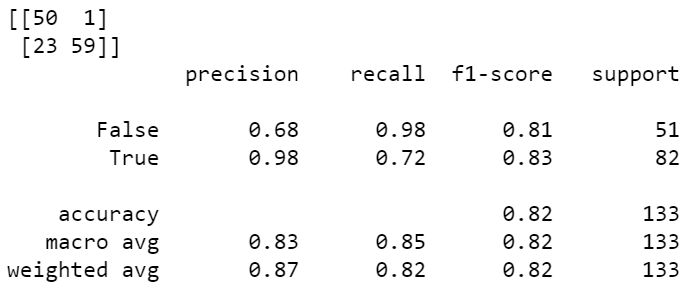 [[50  1]
 [23 59]]
              precision    recall  f1-score   support

       False       0.68      0.98      0.81        51
        True       0.98      0.72      0.83        82

    accuracy                           0.82       133
   macro avg       0.83      0.85      0.82       133
weighted avg       0.87      0.82      0.82       133